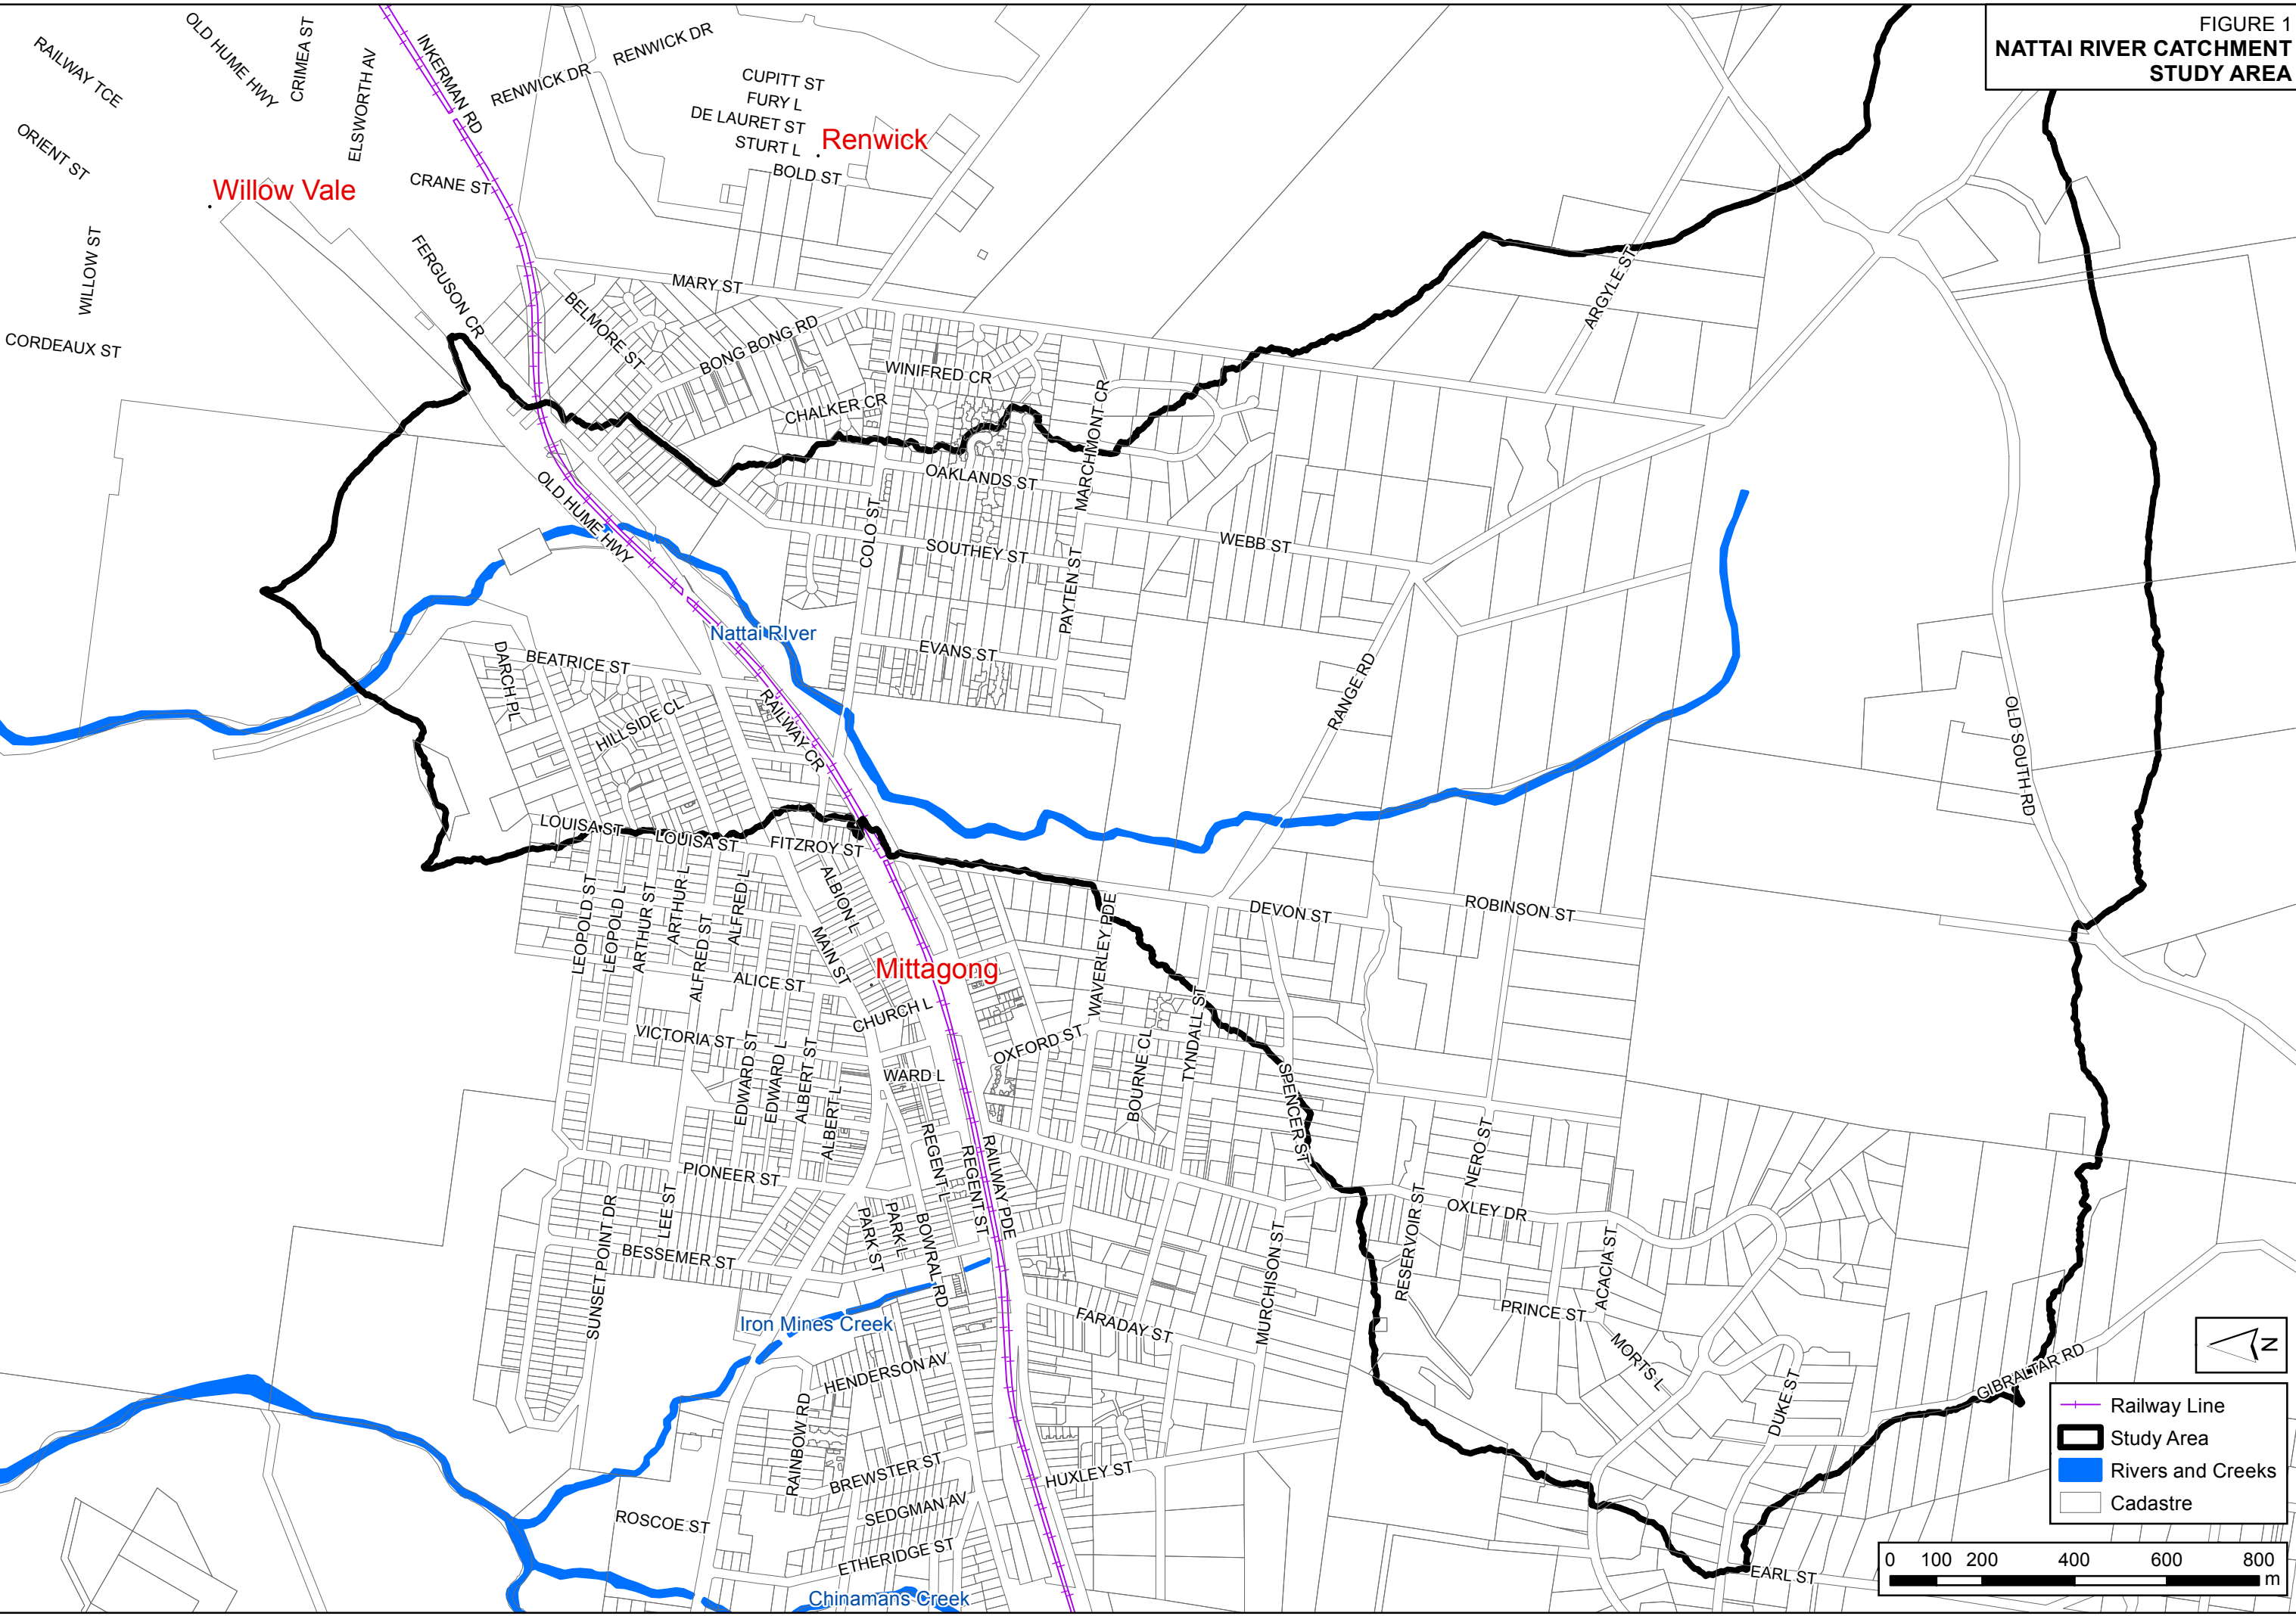 FIGURE 1
NATTAI RIVER CATCHMENT
STUDY AREA
RAILWAY TCE
OLD HUME HWY
CRIMEA ST
ELSWORTH AV
INKERMAN RD
RENWICK DR
RENWICK DR
CUPITT ST
FURY L
DE LAURET ST
STURT L
BOLD ST
Renwick
ORIENT ST
Willow Vale
CRANE ST
WILLOW ST
CORDEAUX ST
FERGUSON CR
MARY ST
BELMORE ST
BONG BONG RD
WINIFRED CR
CHALKER CR
MARCHMONT CR
ARGYLE ST
OLD HUME HWY
OAKLANDS ST
COLO ST
SOUTHEY ST
WEBB ST
PAYTEN ST
Nattai RIver
EVANS ST
RANGE RD
OLD SOUTH RD
DARCH PL
BEATRICE ST
HILLSIDE CL
RAILWAY CR
LOUISA ST
LOUISA ST
FITZROY ST
ALBION L
LEOPOLD ST
LEOPOLD L
ARTHUR ST
ARTHUR L
ALFRED ST
ALFRED L
MAIN ST
Mittagong
ALICE ST
CHURCH L
VICTORIA ST
WARD L
OXFORD ST
WAVERLEY PDE
DEVON ST
ROBINSON ST
BOURNE CL
TYNDALL ST
SPENCER ST
EDWARD ST
EDWARD L
ALBERT ST
ALBERT L
REGENT L
REGENT ST
RAILWAY PDE
PIONEER ST
LEE ST
SUNSET POINT DR
BESSEMER ST
PARK ST
PARK L
BOWRAL RD
MURCHISON ST
RESERVOIR ST
NERO ST
OXLEY DR
ACACIA ST
PRINCE ST
MORTS L
DUKE ST
GIBRALTAR RD
Iron Mines Creek
FARADAY ST
HENDERSON AV
RAINBOW RD
BREWSTER ST
HUXLEY ST
SEDGMAN AV
ROSCOE ST
ETHERIDGE ST
Chinamans Creek
EARL ST
N
Railway Line
Study Area
Rivers and Creeks
Cadastre
0 100 200 400 600 800
m